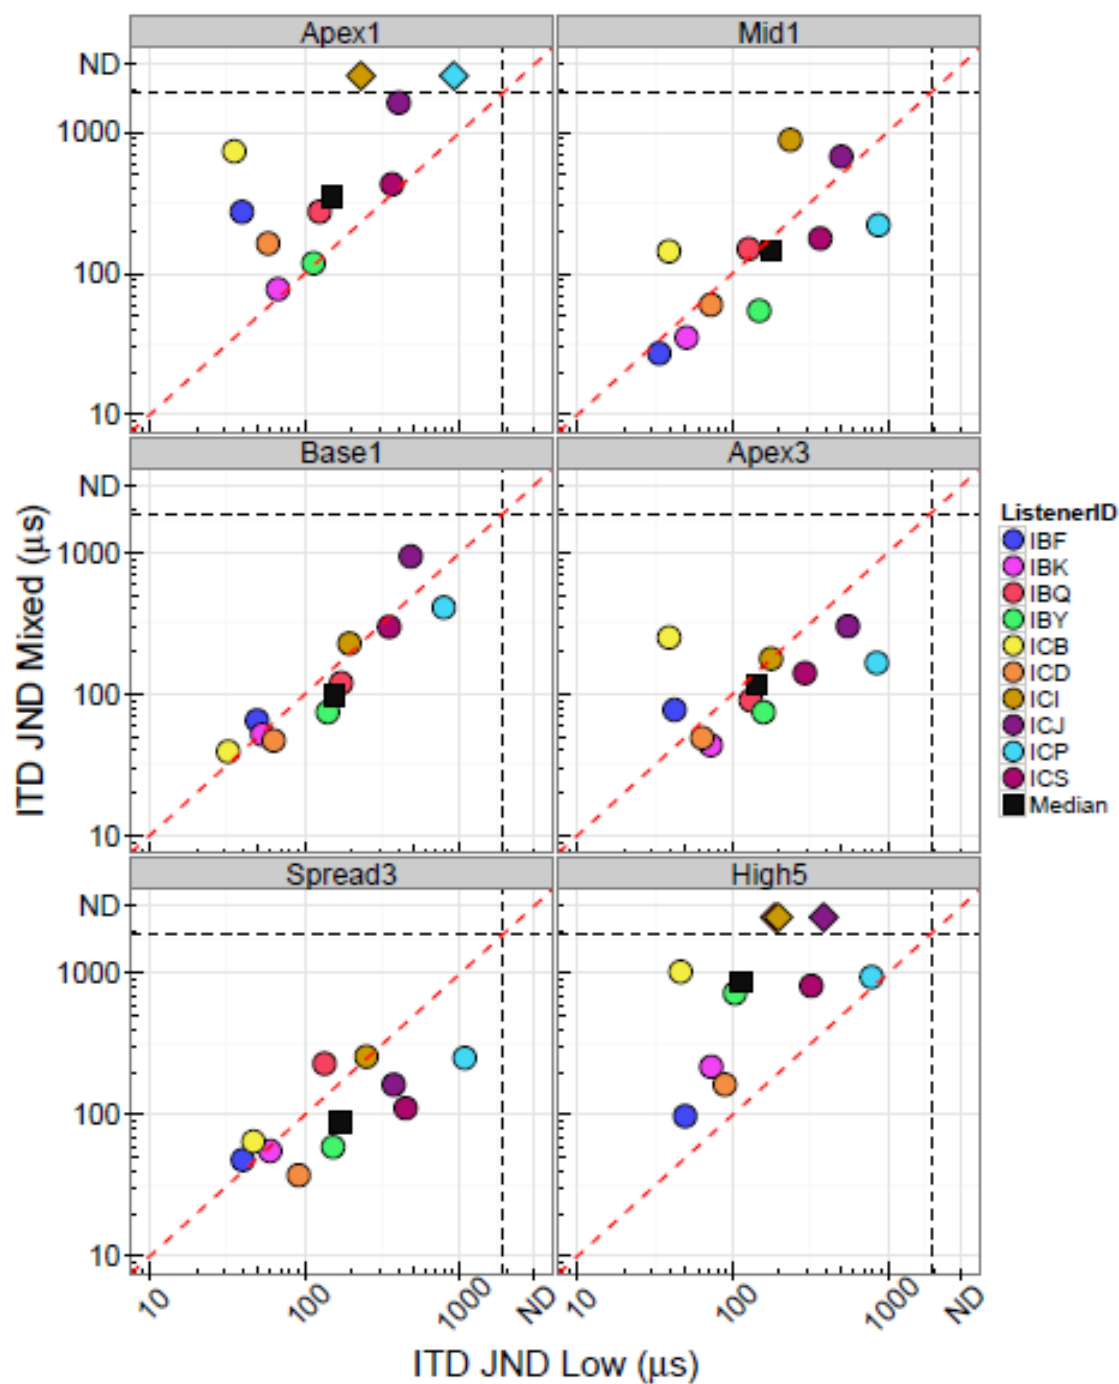 Apex1 Mid1
ND
1000
100
10
Base1 Apex3
ND
1000
100
10
Spread3 High5
ND
1000
100
10
10 100 1000 ND 10 100 1000 ND
ITD JND Low (µs)
ITD JND Mixed (µs)
ListenerID
IBF
IBK
IBQ
IBY
ICB
ICD
ICI
ICJ
ICP
ICS
Median